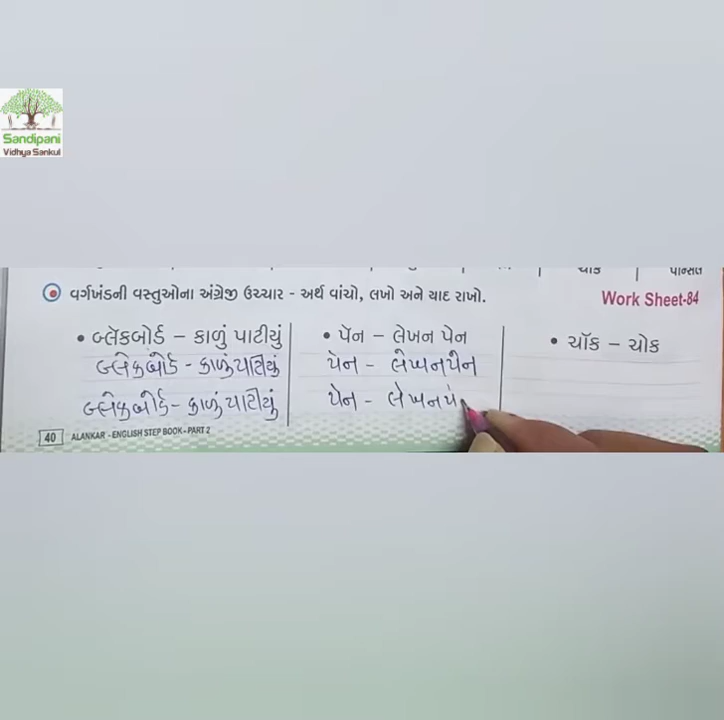 Sandipani
Vidhya Sankul
ચોક
પેન્સિલ
વર્ગખંડની વસ્તુઓના અંગ્રેજી ઉચ્ચાર - અર્થ વાંચો, લખો અને યાદ રાખો.
Work Sheet-84
• બ્લૅકબોર્ડ – કાળું પાટીયું
બ્લેકબોર્ડ - કાળું પાટીયું
બ્લેકબોર્ડ - કાળું પાટીયું
• પૅન – લેખન પેન
પેન - લેખનપેન
પેન - લેખનપે
• ચૉક – ચોક
40 ALANKAR - ENGLISH STEP BOOK - PART 2